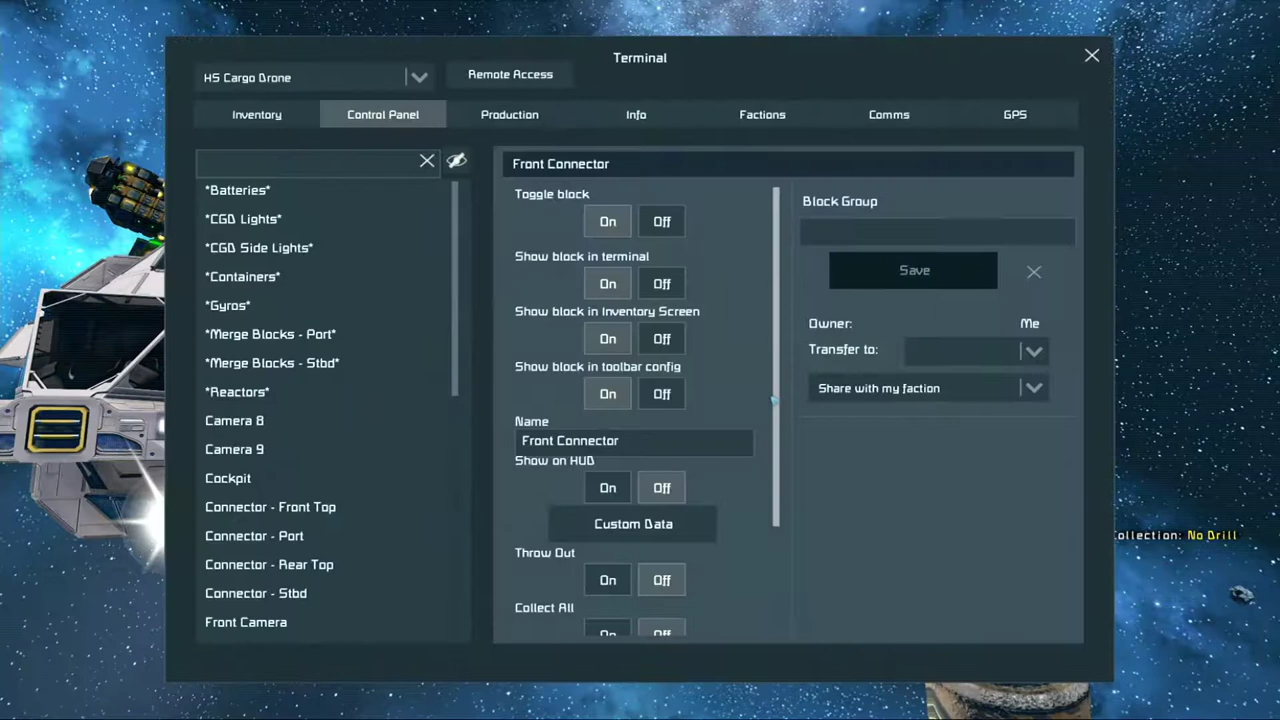 Terminal
HS Cargo Drone
Remote Access
Inventory
Control Panel
Production
Info
Factions
Comms
GPS
*Batteries*
*CGD Lights*
*CGD Side Lights*
*Containers*
*Gyros*
*Merge Blocks - Port*
*Merge Blocks - Stbd*
*Reactors*
Camera 8
Camera 9
Cockpit
Connector - Front Top
Connector - Port
Connector - Rear Top
Connector - Stbd
Front Camera
Front Connector
Toggle block
On Off
Show block in terminal
On Off
Show block in Inventory Screen
On Off
Show block in toolbar config
On Off
Name
Front Connector
Show on HUD
On Off
Custom Data
Throw Out
On Off
Collect All
On Off
Block Group
Save
Owner: Me
Transfer to:
Share with my faction
ollection: No Drill